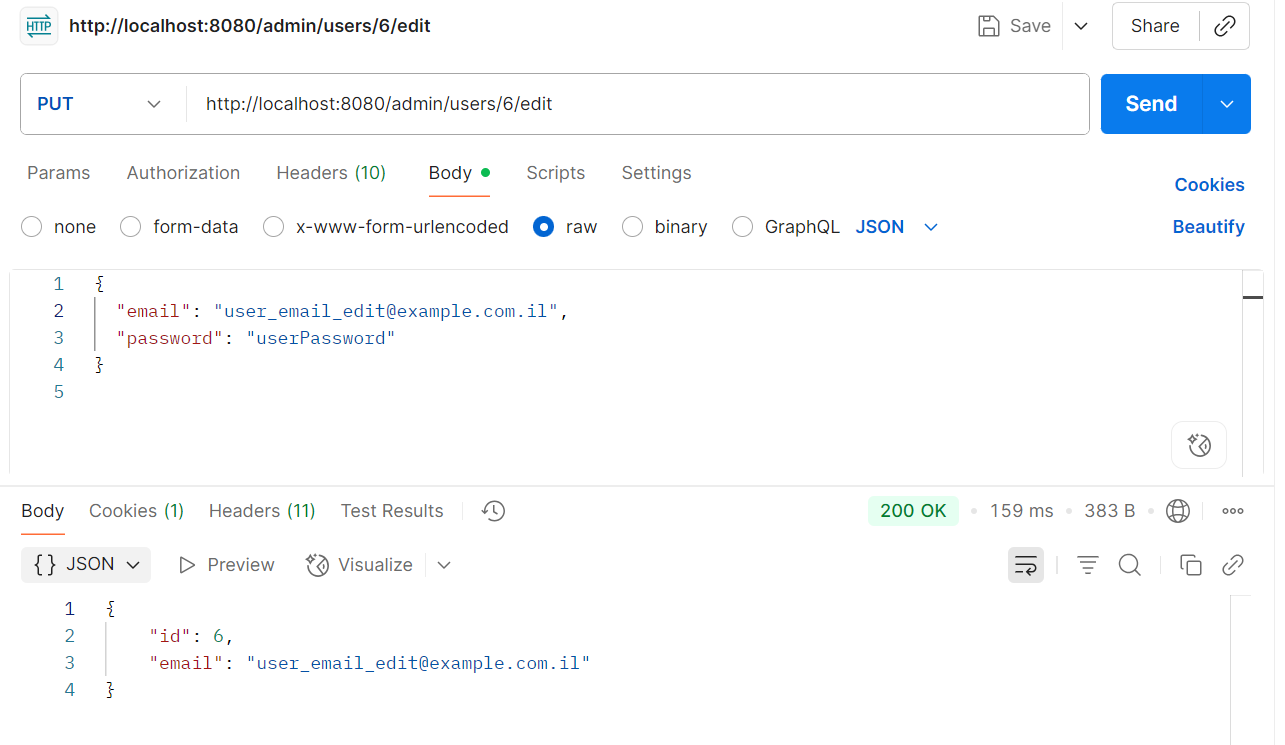 HTTP http://localhost:8080/admin/users/6/edit Save Share
PUT http://localhost:8080/admin/users/6/edit Send
Params Authorization Headers (10) Body Scripts Settings Cookies
none form-data x-www-form-urlencoded raw binary GraphQL JSON Beautify
1 {
2 "email": "user_email_edit@example.com.il",
3 "password": "userPassword"
4 }
5
Body Cookies (1) Headers (11) Test Results 200 OK 159 ms 383 B
{} JSON Preview Visualize
1 {
2 "id": 6,
3 "email": "user_email_edit@example.com.il"
4 }